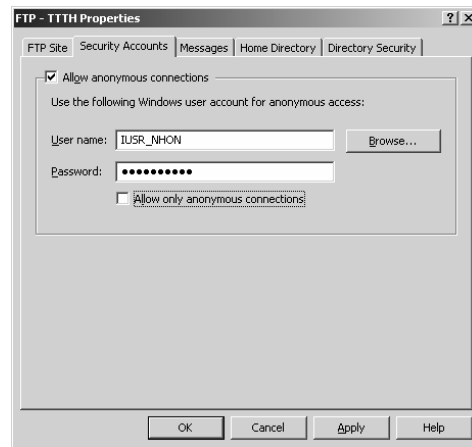 FTP - TTTH Properties
FTP Site Security Accounts Messages Home Directory Directory Security
Allow anonymous connections
Use the following Windows user account for anonymous access:
User name: IUSR_NHON Browse...
Password: ●●●●●●●●●●
Allow only anonymous connections
OK Cancel Apply Help